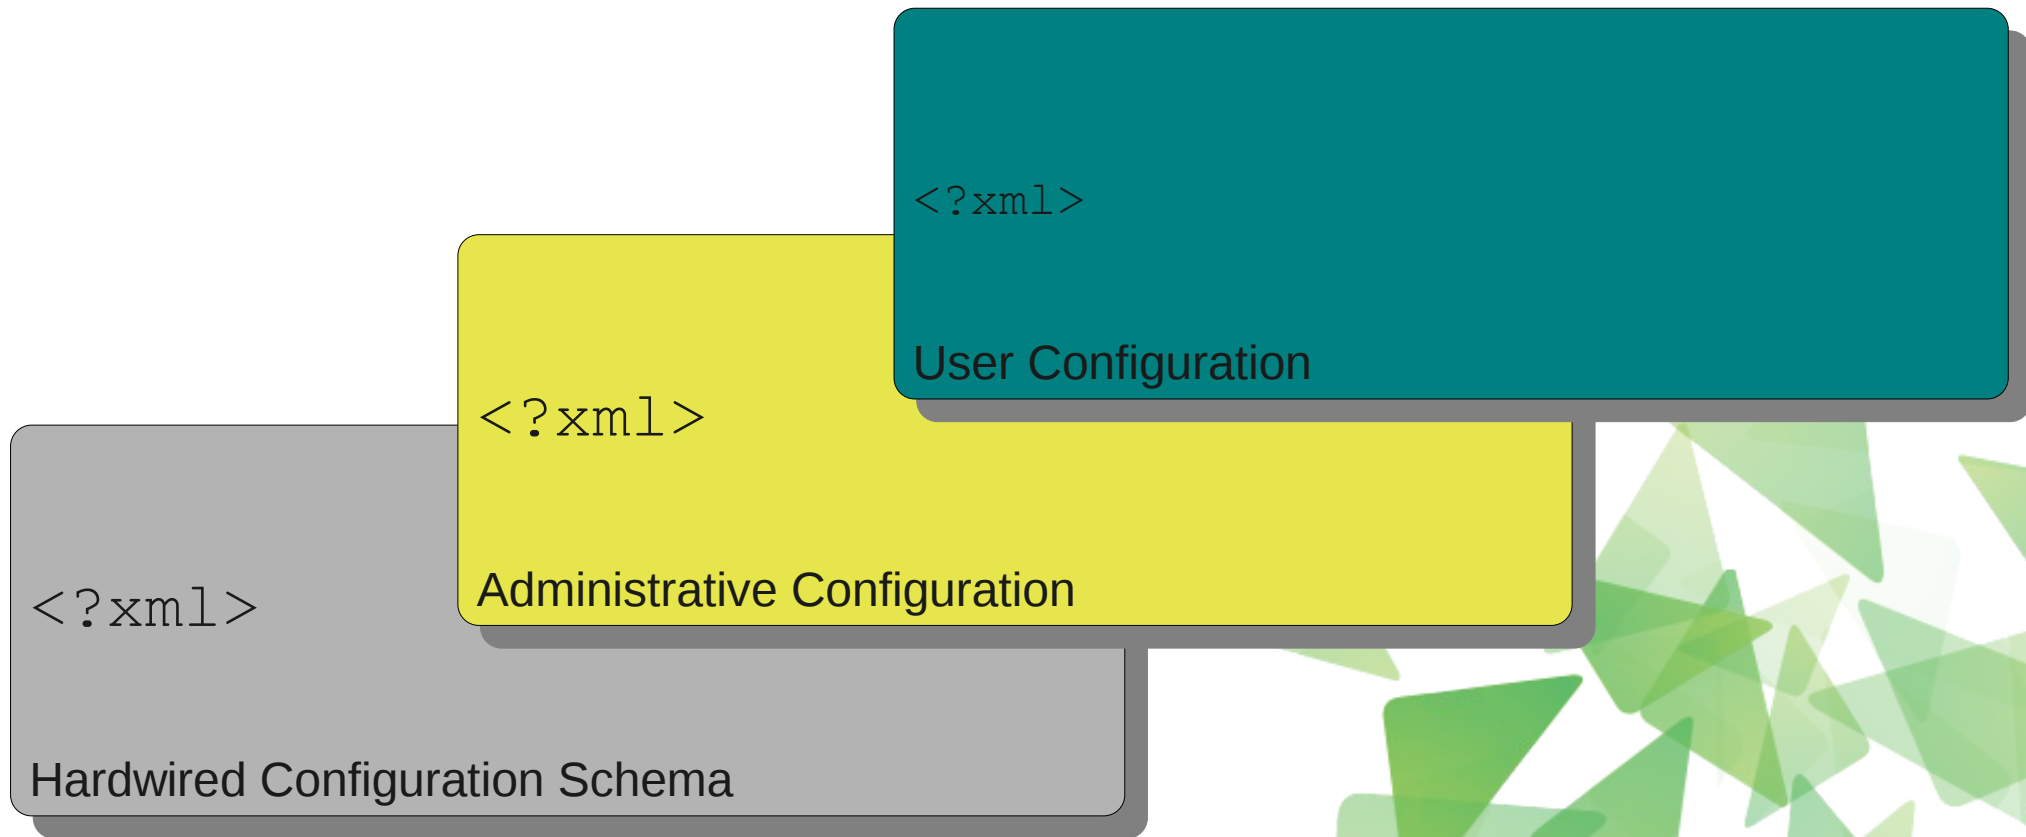 <?xml>
User Configuration
<?xml>
Administrative Configuration
<?xml>
Hardwired Configuration Schema